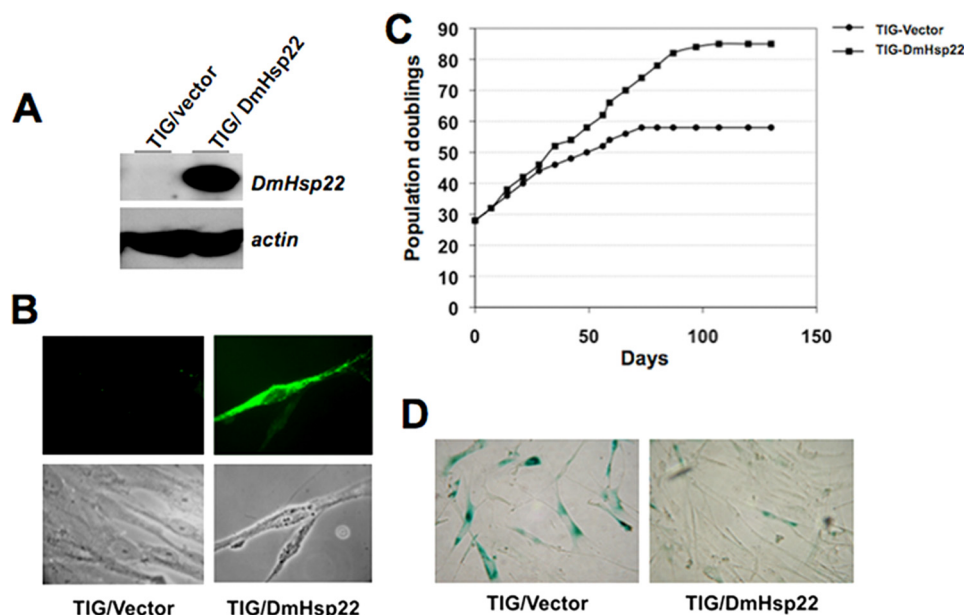 A
TIG/vector
TIG/ DmHsp22
DmHsp22
actin
B
TIG/Vector
TIG/DmHsp22
C
Population doublings
90
80
70
60
50
40
30
20
10
0
0 50 100 150
Days
TIG-Vector
TIG-DmHsp22
D
TIG/Vector
TIG/DmHsp22